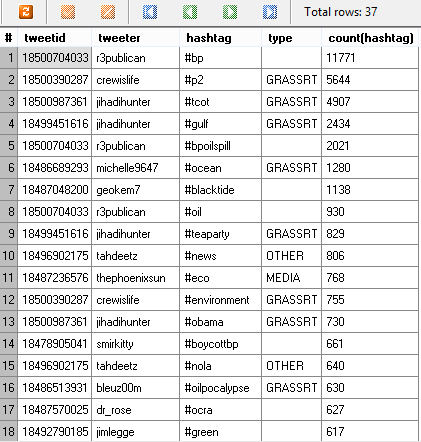 Total rows: 37
# tweetid tweeter hashtag type count(hashtag)
1 18500704033 r3publican #bp 11771
2 18500390287 crewislife #p2 GRASSRT 5644
3 18500987361 jihadihunter #tcot GRASSRT 4907
4 18499451616 jihadihunter #gulf GRASSRT 2434
5 18500704033 r3publican #bpoilspill 2021
6 18486689293 michelle9647 #ocean GRASSRT 1280
7 18487048200 geokem7 #blacktide 1138
8 18500704033 r3publican #oil 930
9 18499451616 jihadihunter #teaparty GRASSRT 829
10 18496902175 tahdeetz #news OTHER 806
11 18487236576 thephoenixsun #eco MEDIA 768
12 18500390287 crewislife #environment GRASSRT 755
13 18500987361 jihadihunter #obama GRASSRT 730
14 18478905041 smirkitty #boycottbp 661
15 18496902175 tahdeetz #nola OTHER 640
16 18486513931 bleuz00m #oilpocalypse GRASSRT 630
17 18487570025 dr_rose #ocra 627
18 18492790185 jimlegge #green 617